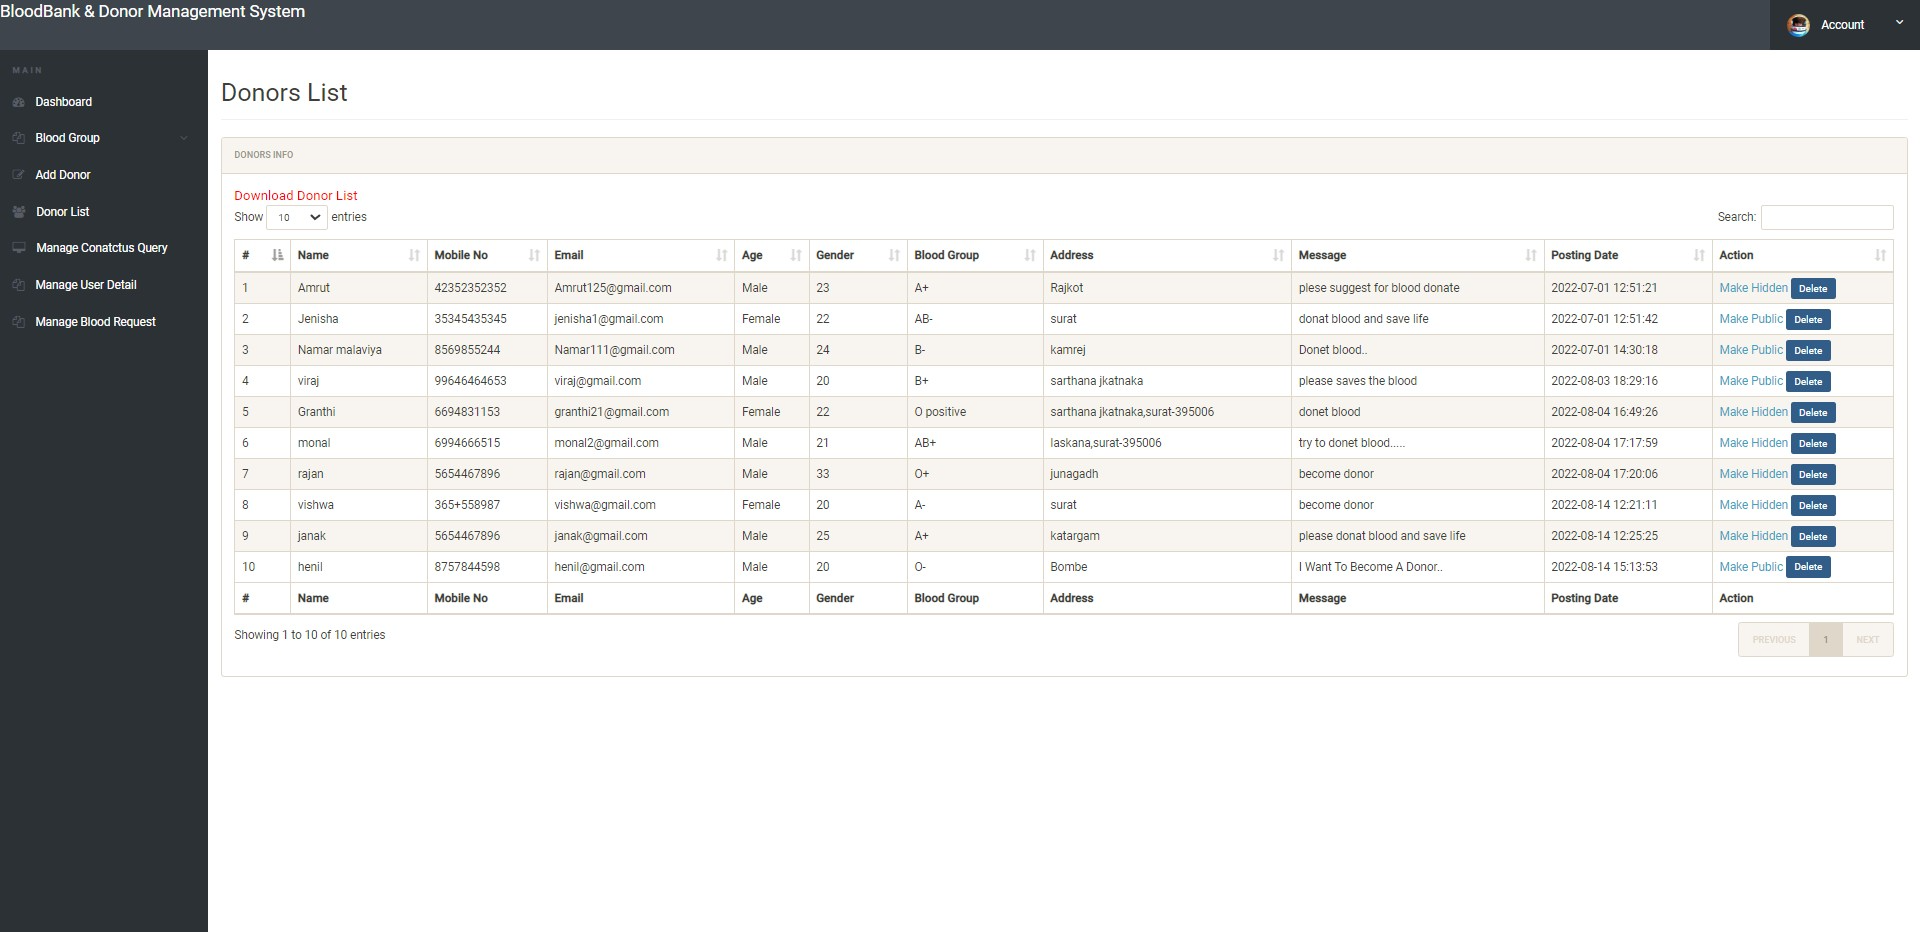 BloodBank & Donor Management System
Account
MAIN
Dashboard
Blood Group
Add Donor
Donor List
Manage Conatctus Query
Manage User Detail
Manage Blood Request
Donors List
DONORS INFO
Download Donor List
Show 10 entries
Search:
# Name Mobile No Email Age Gender Blood Group Address Message Posting Date Action
1 Amrut 42352352352 Amrut125@gmail.com Male 23 A+ Rajkot plese suggest for blood donate 2022-07-01 12:51:21 Make Hidden Delete
2 Jenisha 35345435345 jenisha1@gmail.com Female 22 AB- surat donat blood and save life 2022-07-01 12:51:42 Make Public Delete
3 Namar malaviya 8569855244 Namar111@gmail.com Male 24 B- kamrej Donet blood.. 2022-07-01 14:30:18 Make Public Delete
4 viraj 99646464653 viraj@gmail.com Male 20 B+ sarthana jkatnaka please saves the blood 2022-08-03 18:29:16 Make Public Delete
5 Granthi 6694831153 granthi21@gmail.com Female 22 O positive sarthana jkatnaka,surat-395006 donet blood 2022-08-04 16:49:26 Make Hidden Delete
6 monal 6994666515 monal2@gmail.com Male 21 AB+ laskana,surat-395006 try to donet blood..... 2022-08-04 17:17:59 Make Hidden Delete
7 rajan 5654467896 rajan@gmail.com Male 33 O+ junagadh become donor 2022-08-04 17:20:06 Make Hidden Delete
8 vishwa 365+558987 vishwa@gmail.com Female 20 A- surat become donor 2022-08-14 12:21:11 Make Hidden Delete
9 janak 5654467896 janak@gmail.com Male 25 A+ katargam please donat blood and save life 2022-08-14 12:25:25 Make Hidden Delete
10 henil 8757844598 henil@gmail.com Male 20 O- Bombe I Want To Become A Donor.. 2022-08-14 15:13:53 Make Public Delete
# Name Mobile No Email Age Gender Blood Group Address Message Posting Date Action
Showing 1 to 10 of 10 entries
PREVIOUS 1 NEXT